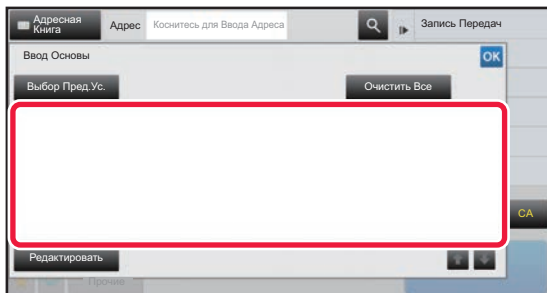 Адресная
Книга
Адрес
Коснитесь для Ввода Адреса
Запись Передач
Ввод Основы
OK
Выбор Пред.Ус.
Очистить Все
CA
Редактировать
Прочие